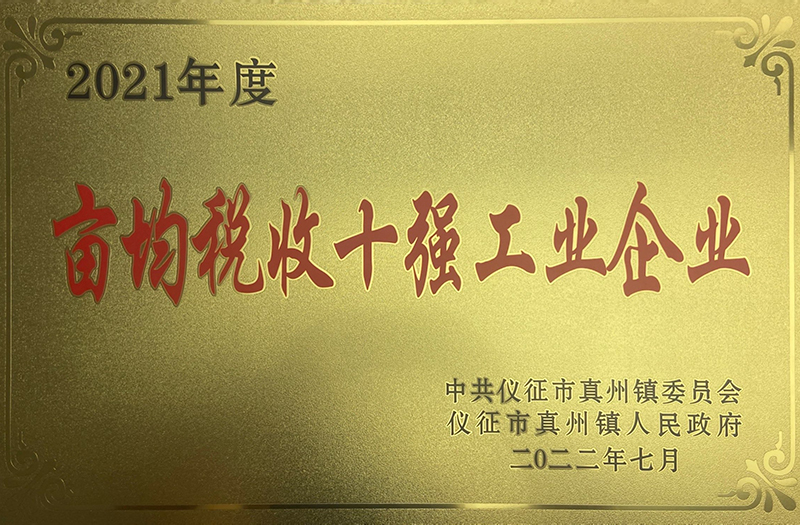 2021年度
亩均税收十强工业企业
中共仪征市真州镇委员会
仪征市真州镇人民政府
二0二二年七月